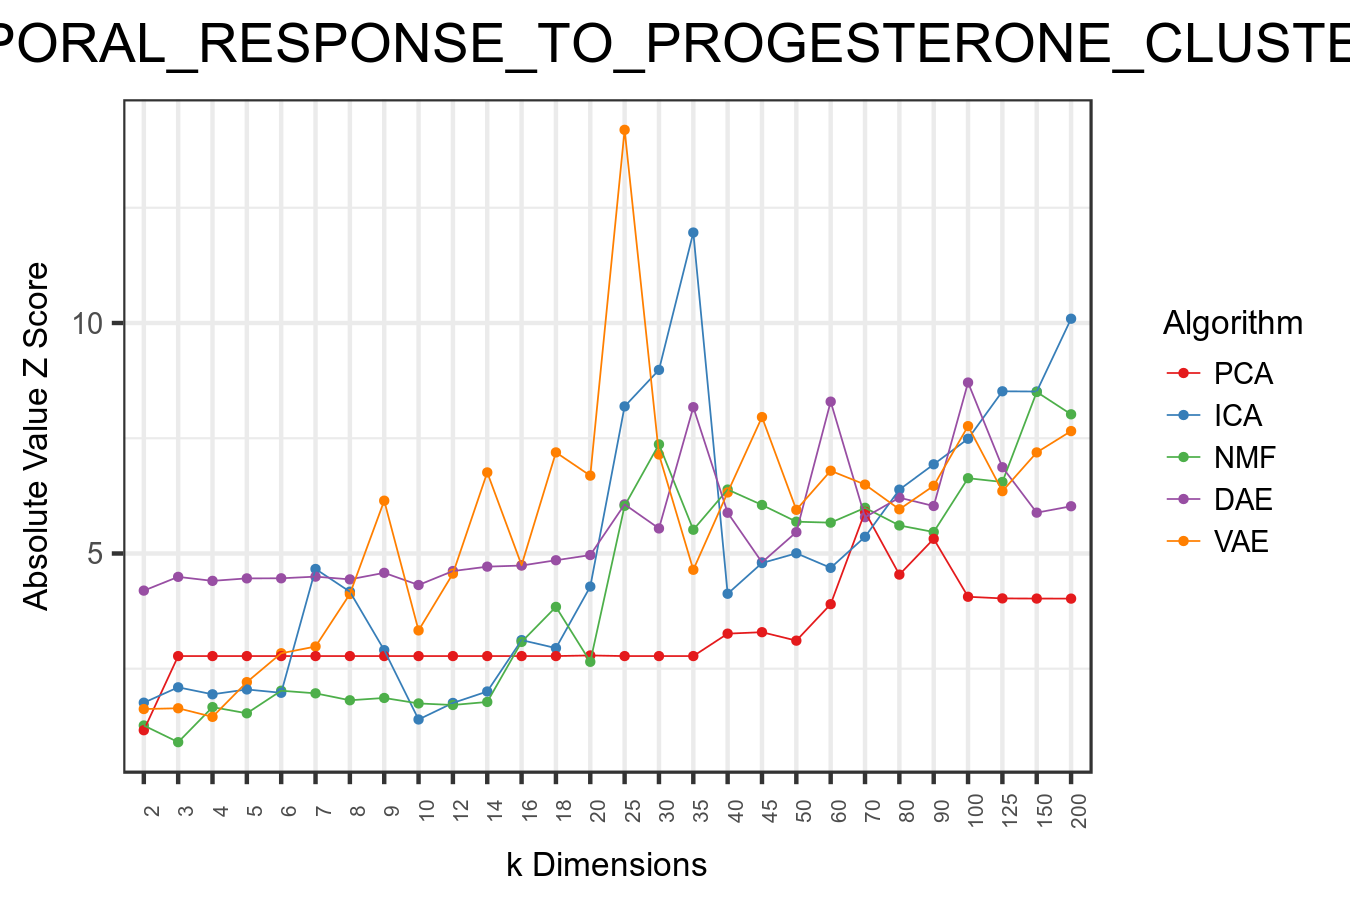 PORAL_RESPONSE_TO_PROGESTERONE_CLUSTE
Absolute Value Z Score
10
5
2 3 4 5 6 7 8 9 10 12 14 16 18 20 25 30 35 40 45 50 60 70 80 90 100 125 150 200
k Dimensions
Algorithm
PCA
ICA
NMF
DAE
VAE